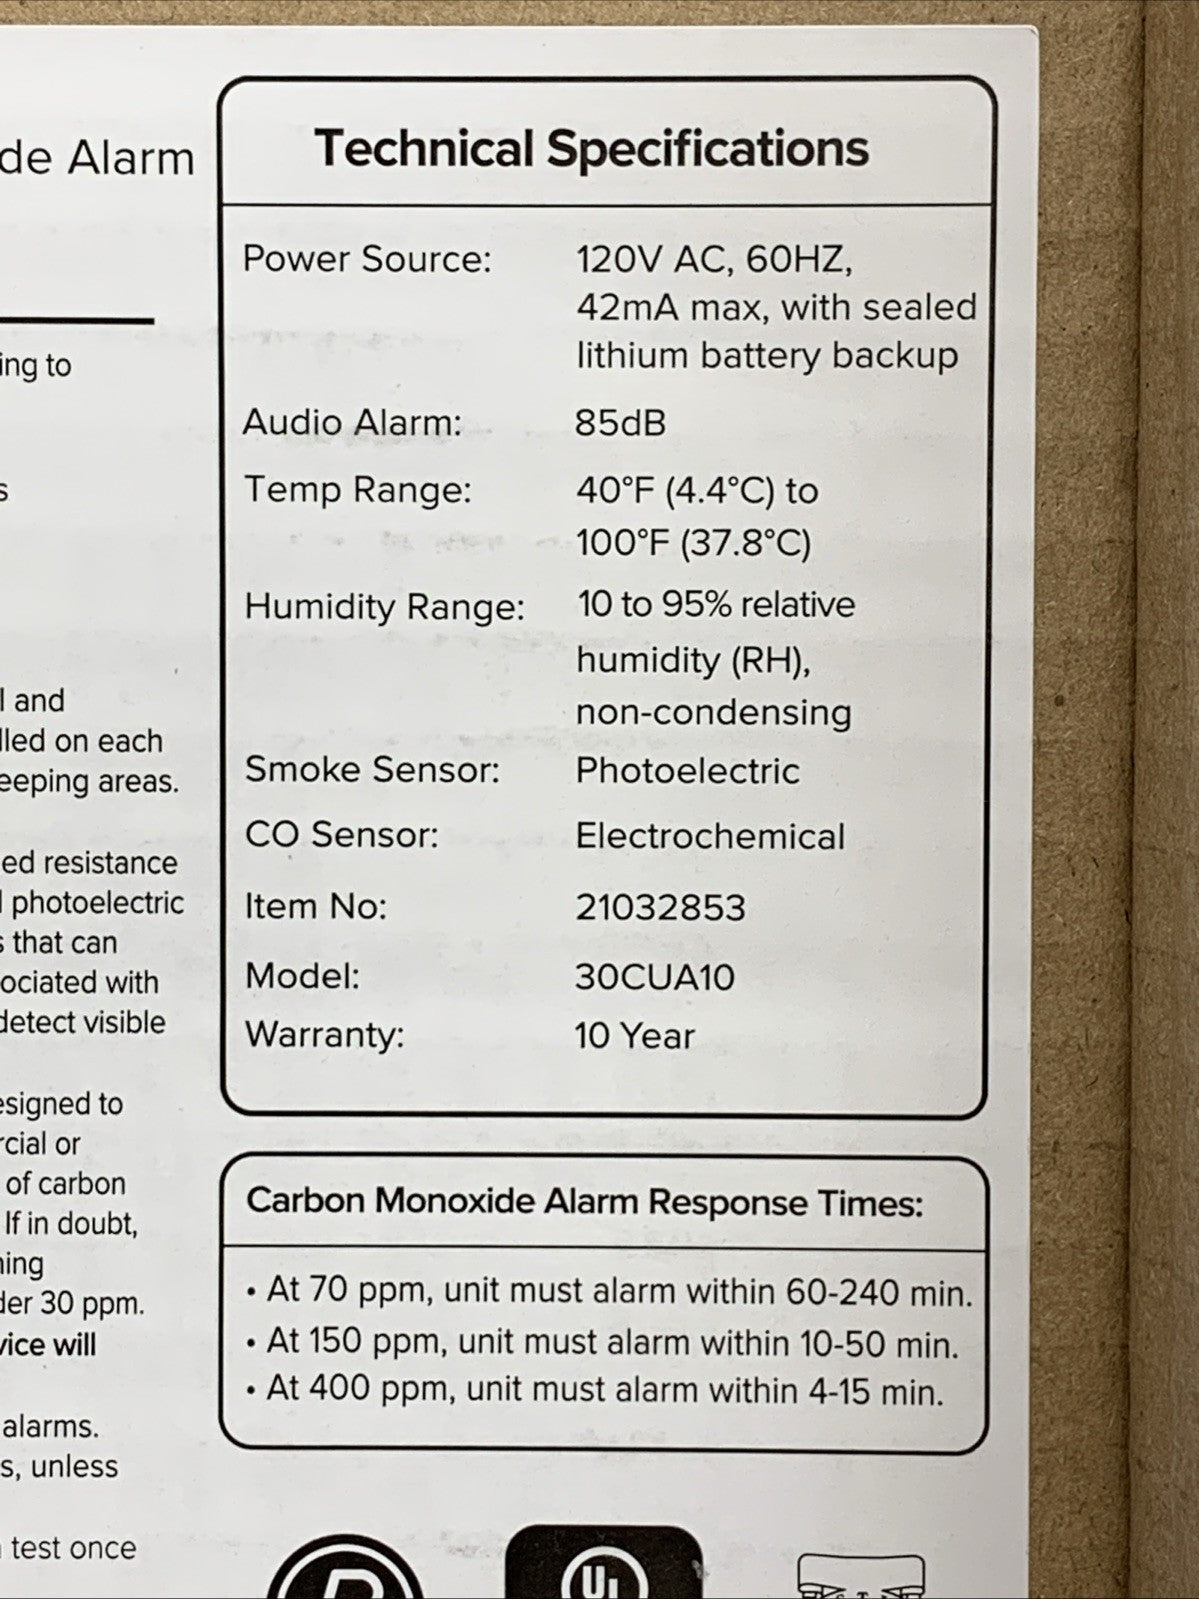 de Alarm
ing to
s
l and
lled on each
eeping areas.
ed resistance
l photoelectric
s that can
ociated with
detect visible
esigned to
rcial or
of carbon
If in doubt,
ning
der 30 ppm.
vice will
alarms.
s, unless
test once
Technical Specifications
Power Source: 120V AC, 60HZ,
42mA max, with sealed
lithium battery backup
Audio Alarm: 85dB
Temp Range: 40°F (4.4°C) to
100°F (37.8°C)
Humidity Range: 10 to 95% relative
humidity (RH),
non-condensing
Smoke Sensor: Photoelectric
CO Sensor: Electrochemical
Item No: 21032853
Model: 30CUA10
Warranty: 10 Year
Carbon Monoxide Alarm Response Times:
• At 70 ppm, unit must alarm within 60-240 min.
• At 150 ppm, unit must alarm within 10-50 min.
• At 400 ppm, unit must alarm within 4-15 min.
UL